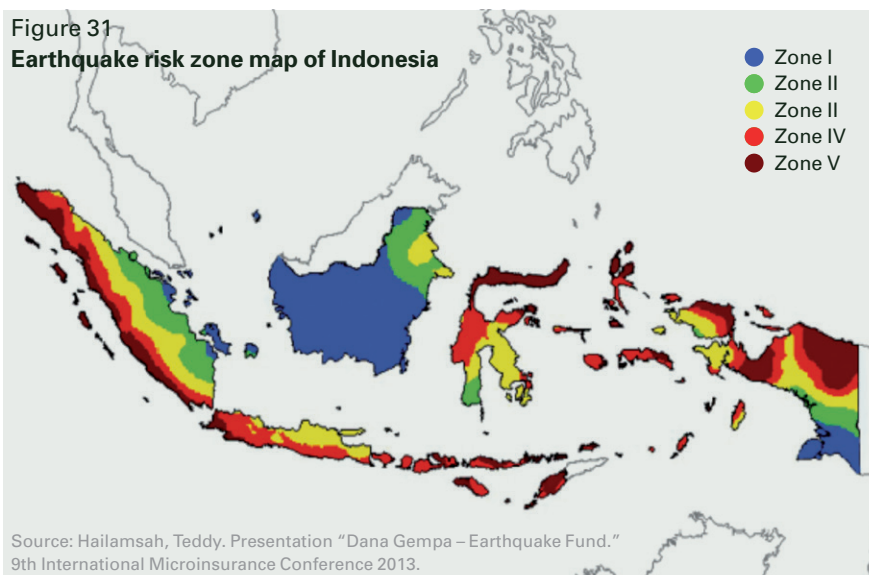 Figure 31
Earthquake risk zone map of Indonesia
Zone I
Zone II
Zone II
Zone IV
Zone V
Source: Hailamsah, Teddy. Presentation “Dana Gempa – Earthquake Fund.”
9th International Microinsurance Conference 2013.